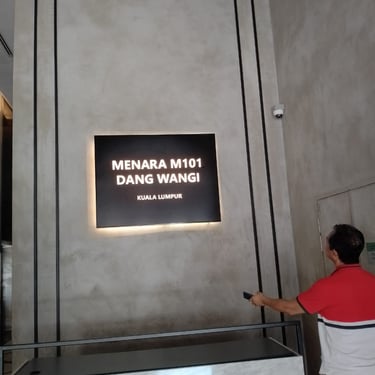 MENARA M101
DANG WANGI
KUALA LUMPUR